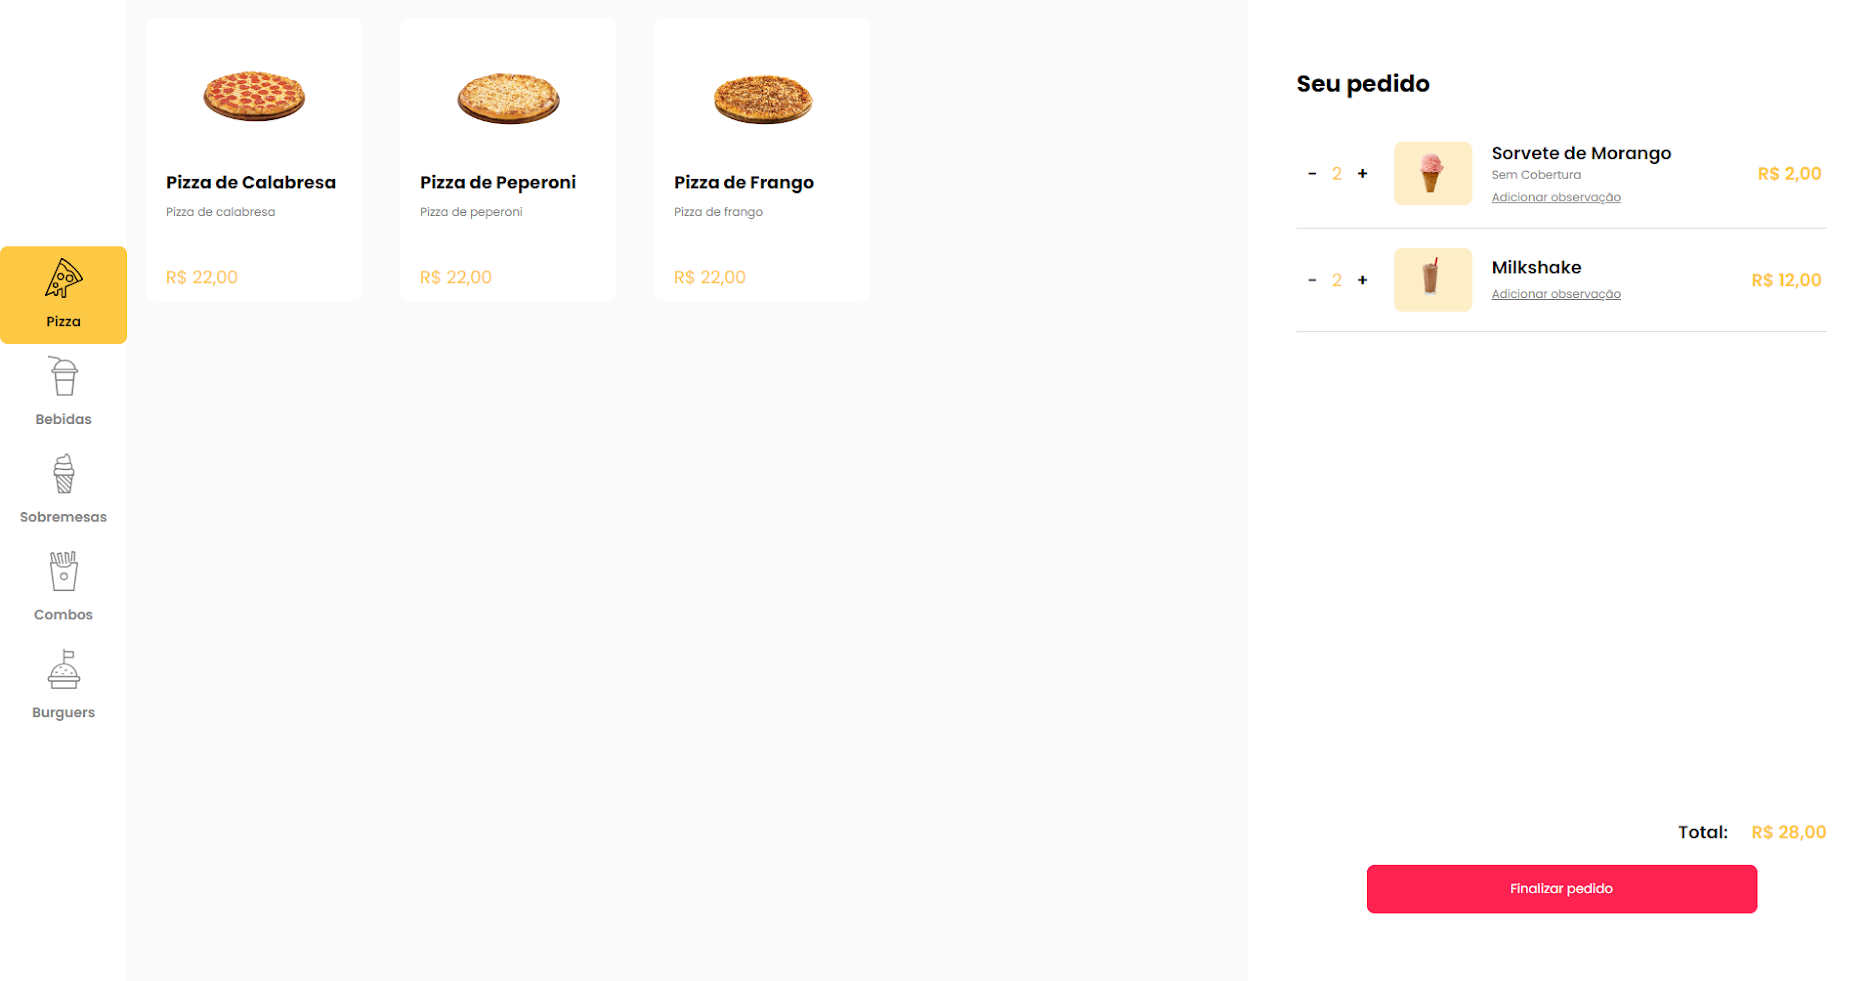 Pizza
Bebidas
Sobremesas
Combos
Burguers
Pizza de Calabresa
Pizza de calabresa
R$ 22,00
Pizza de Peperoni
Pizza de peperoni
R$ 22,00
Pizza de Frango
Pizza de frango
R$ 22,00
Seu pedido
- 2 +
Sorvete de Morango
Sem Cobertura
Adicionar observação
R$ 2,00
- 2 +
Milkshake
Adicionar observação
R$ 12,00
Total: R$ 28,00
Finalizar pedido